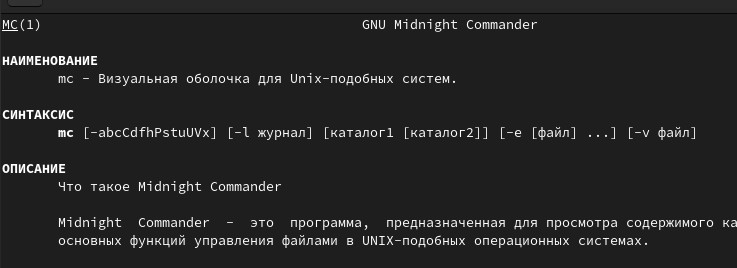 MC(1) GNU Midnight Commander
НАИМЕНОВАНИЕ
mc - Визуальная оболочка для Unix-подобных систем.
СИНТАКСИС
mc [-abcCdfhPstuUVx] [-l журнал] [каталог1 [каталог2]] [-e [файл] ...] [-v файл]
ОПИСАНИЕ
Что такое Midnight Commander
Midnight Commander - это программа, предназначенная для просмотра содержимого ка
основных функций управления файлами в UNIX-подобных операционных системах.